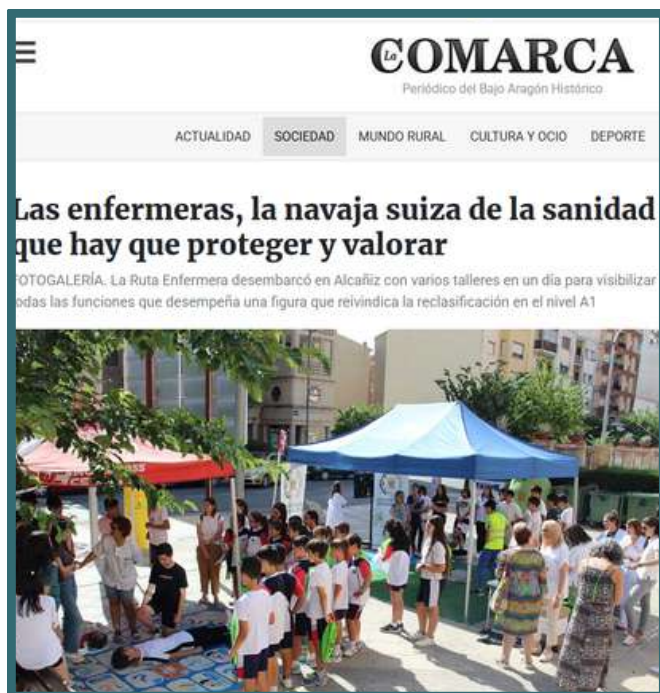 La COMARCA
Periódico del Bajo Aragón Histórico
ACTUALIDAD SOCIEDAD MUNDO RURAL CULTURA Y OCIO DEPORTE
Las enfermeras, la navaja suiza de la sanidad
que hay que proteger y valorar
FOTOGALERÍA. La Ruta Enfermera desembarcó en Alcañiz con varios talleres en un día para visibilizar
todas las funciones que desempeña una figura que reivindica la reclasificación en el nivel A1